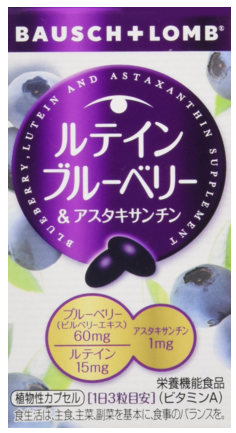 BAUSCH+LOMB®
BLUEBERRY, LUTEIN AND ASTAXANTHIN SUPPLEMENT
ルテイン
ブルーベリー
& アスタキサンチン
ブルーベリー
(ビルベリーエキス)
60mg
ルテイン
15mg
アスタキサンチン
1mg
栄養機能食品
植物性カプセル [1日3粒目安] (ビタミンA)
食生活は、主食、主菜、副菜を基本に、食事のバランスを。